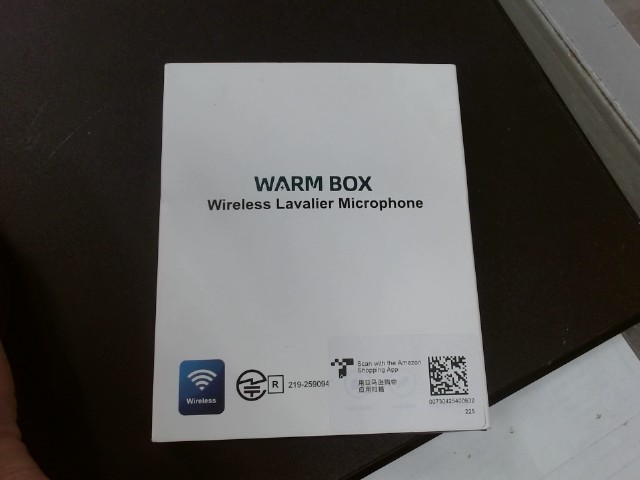 WARM BOX
Wireless Lavalier Microphone
Wireless
R 219-259094
Scan with the Amazon
Shopping App
用亚马逊购物
应用扫描
225